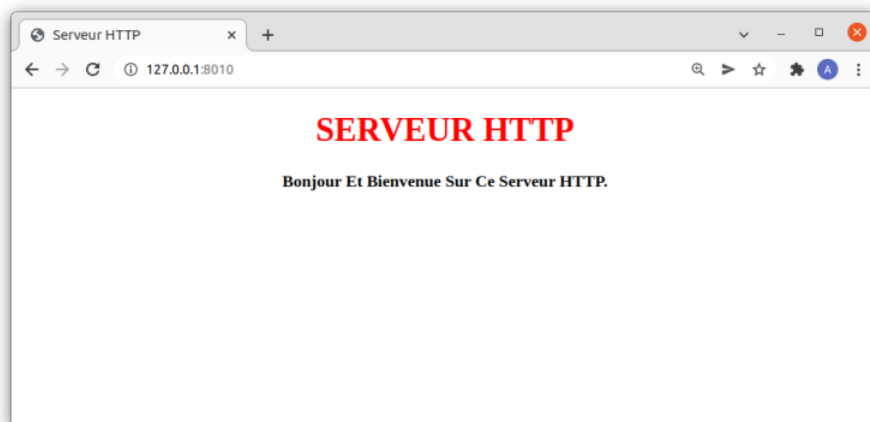 Serveur HTTP
127.0.0.1:8010
A
SERVEUR HTTP
Bonjour Et Bienvenue Sur Ce Serveur HTTP.